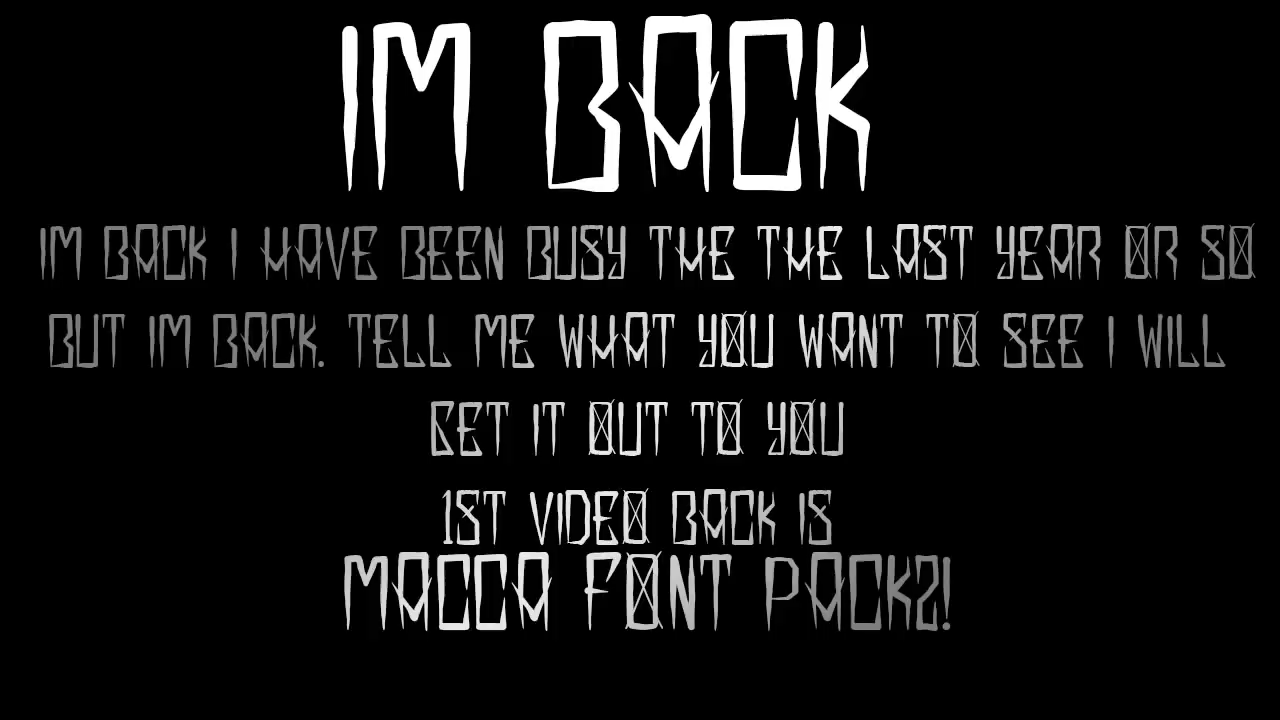 IM BACK
IM BACK I HAVE BEEN BUSY THE THE LAST YEAR OR SO
BUT IM BACK. TELL ME WHAT YOU WANT TO SEE I WILL
GET IT OUT TO YOU
1ST VIDEO BACK IS
MACCA FONT PACK2!